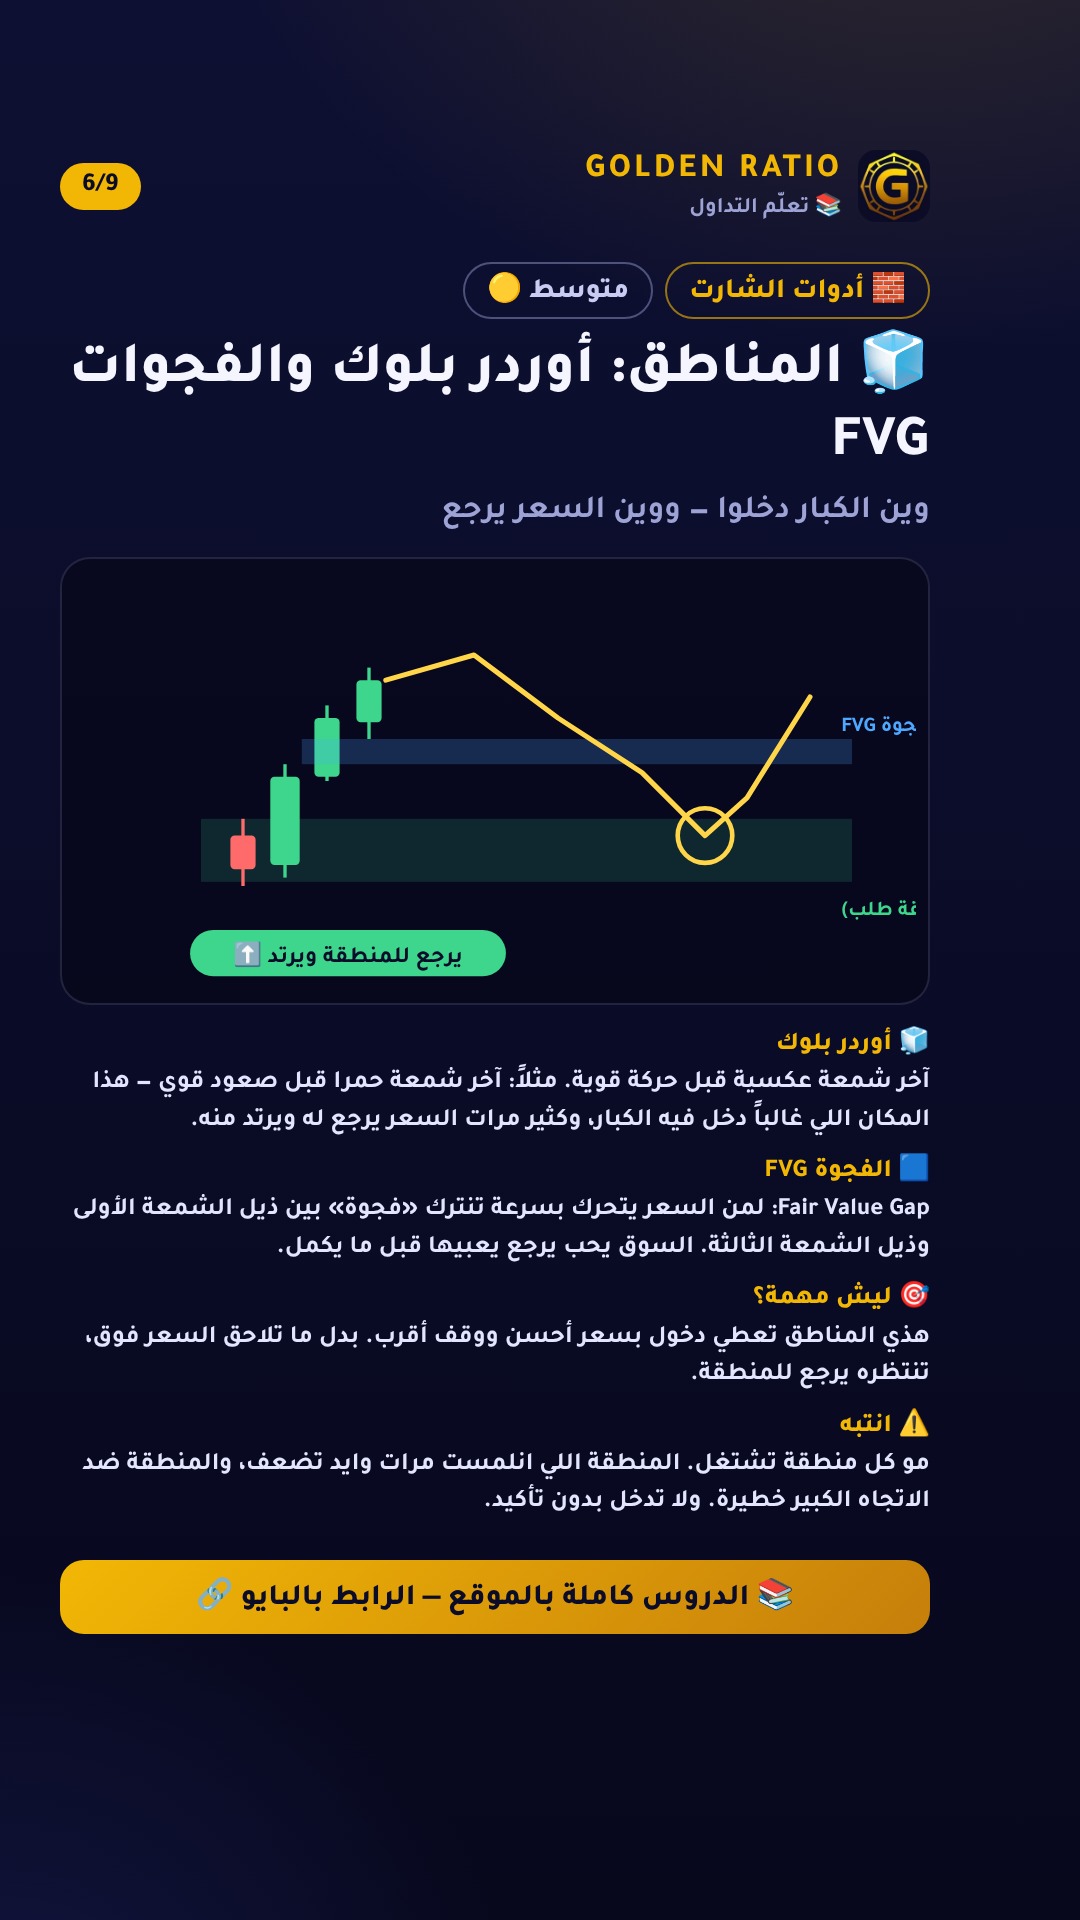 GOLDEN RATIO
📚 تعلّم التداول
6/9
🧱 أدوات الشارت
متوسط 🟡
🧊 المناطق: أوردر بلوك والفجوات
FVG
وين الكبار دخلوا – ووين السعر يرجع
FVG
طلب)
يرجع للمنطقة ويرتد ⬆️
🧊 أوردر بلوك
آخر شمعة عكسية قبل حركة قوية. مثلاً: آخر شمعة حمرا قبل صعود قوي – هذا
المكان اللي غالباً دخل فيه الكبار، وكثير مرات السعر يرجع له ويرتد منه.
🟦 الفجوة FVG
Fair Value Gap: لمن السعر يتحرك بسرعة تنترك «فجوة» بين ذيل الشمعة الأولى
وذيل الشمعة الثالثة. السوق يحب يرجع يعبيها قبل ما يكمل.
🎯 ليش مهمة؟
هذي المناطق تعطي دخول بسعر أحسن ووقف أقرب. بدل ما تلاحق السعر فوق،
تنتظره يرجع للمنطقة.
⚠️ انتبه
مو كل منطقة تشتغل. المنطقة اللي انلمست مرات وايد تضعف، والمنطقة ضد
الاتجاه الكبير خطيرة. ولا تدخل بدون تأكيد.
📚 الدروس كاملة بالموقع – الرابط بالبايو 🔗